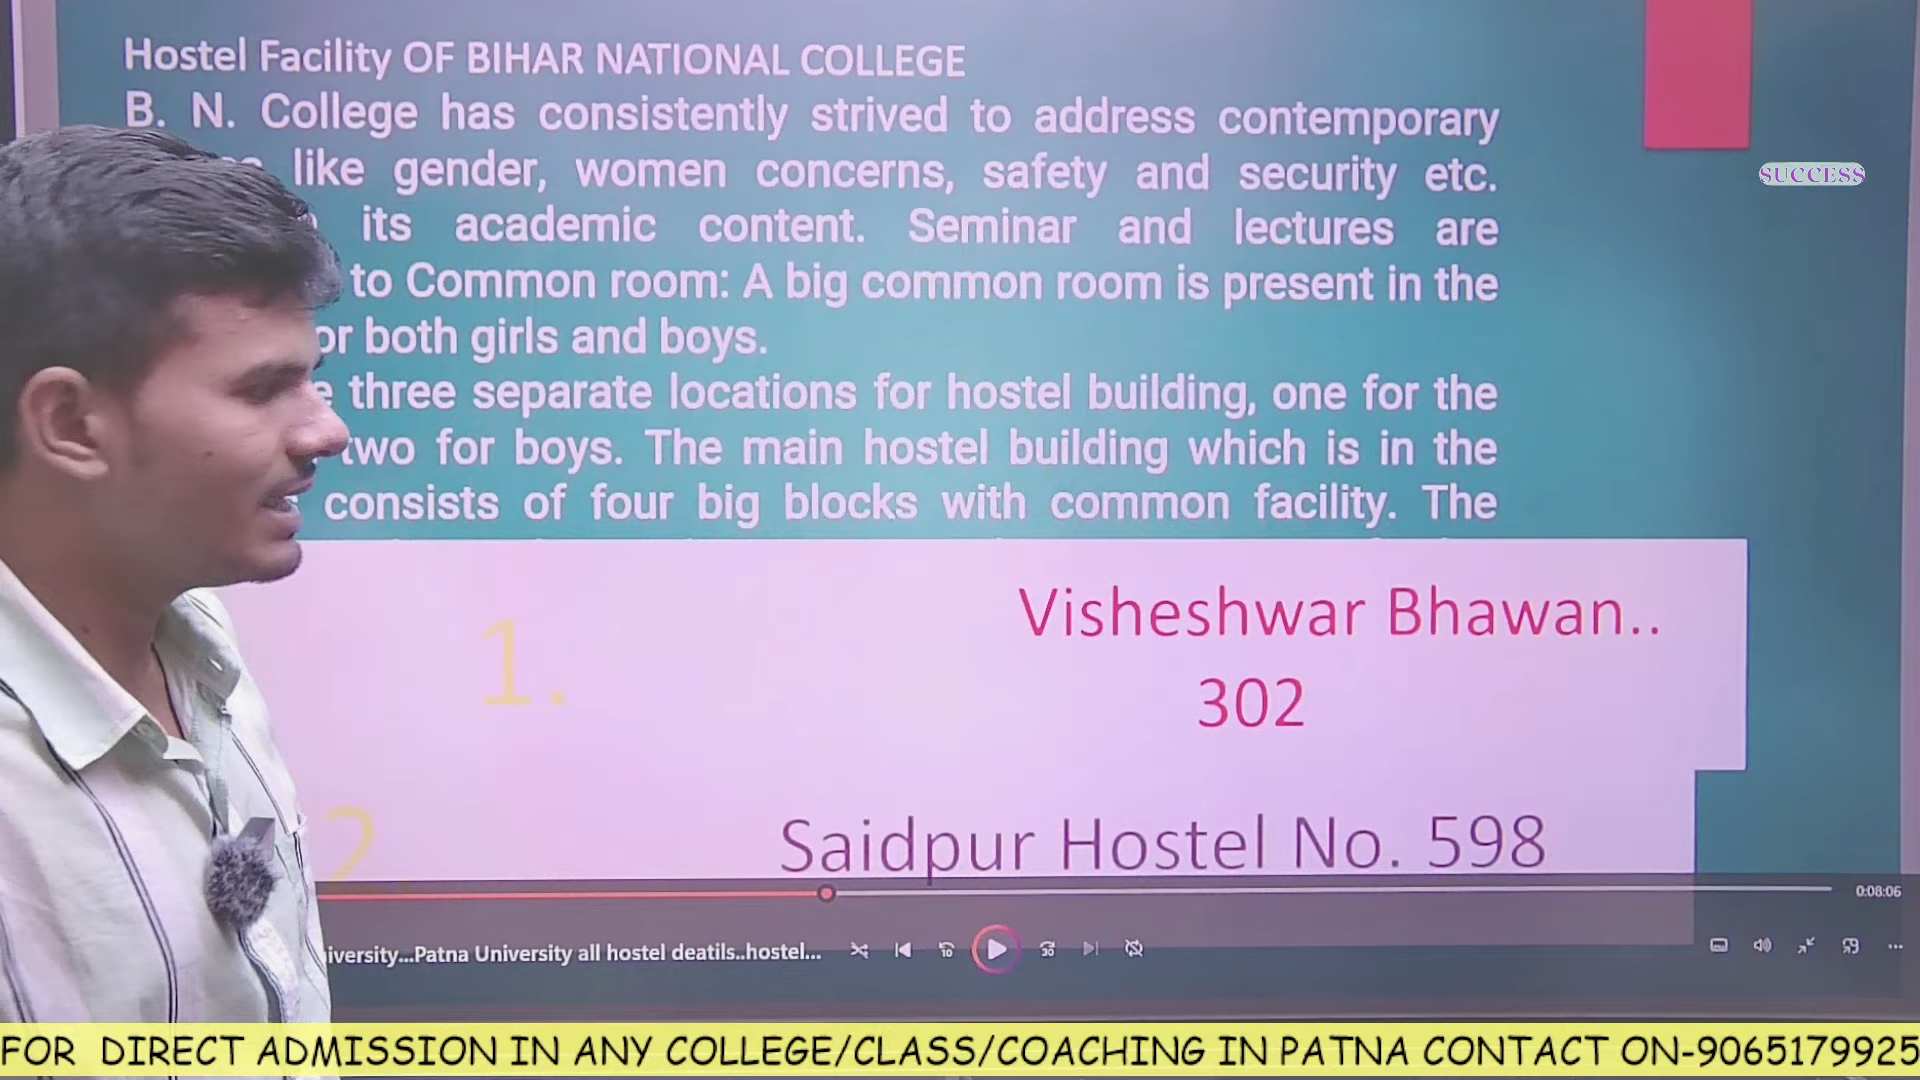 Hostel Facility OF BIHAR NATIONAL COLLEGE
B. N. College has consistently strived to address contemporary
like gender, women concerns, safety and security etc.
its academic content. Seminar and lectures are
to Common room: A big common room is present in the
or both girls and boys.
three separate locations for hostel building, one for the
two for boys. The main hostel building which is in the
consists of four big blocks with common facility. The
SUCCESS
1.
Visheshwar Bhawan..
302
2.
Saidpur Hostel No. 598
0:08:06
iversity...Patna University all hostel deatils..hostel...
10
30
FOR DIRECT ADMISSION IN ANY COLLEGE/CLASS/COACHING IN PATNA CONTACT ON-9065179925